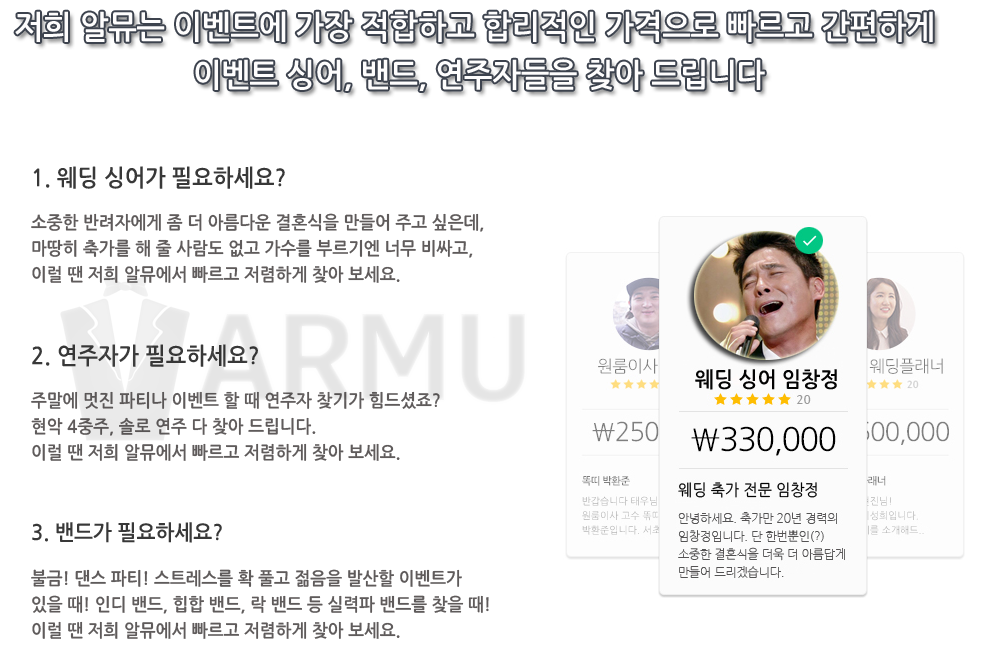 저희 알뮤는 이벤트에 가장 적합하고 합리적인 가격으로 빠르고 간편하게
이벤트 싱어, 밴드, 연주자들을 찾아 드립니다
1. 웨딩 싱어가 필요하세요?
소중한 반려자에게 좀 더 아름다운 결혼식을 만들어 주고 싶은데,
마땅히 축가를 해 줄 사람도 없고 가수를 부르기엔 너무 비싸고,
이럴 땐 저희 알뮤에서 빠르고 저렴하게 찾아 보세요.
ARMU
2. 연주자가 필요하세요?
주말에 멋진 파티나 이벤트 할 때 연주자 찾기가 힘드셨죠?
현악 4중주, 솔로 연주 다 찾아 드립니다.
이럴 땐 저희 알뮤에서 빠르고 저렴하게 찾아 보세요.
3. 밴드가 필요하세요?
불금! 댄스 파티! 스트레스를 확 풀고 젊음을 발산할 이벤트가
있을 때! 인디 밴드, 힙합 밴드, 락 밴드 등 실력파 밴드를 찾을 때!
이럴 땐 저희 알뮤에서 빠르고 저렴하게 찾아 보세요.
원룸이사
₩250
똑띠 박환준
반갑습니다 태우님
원룸이사 고수 똑띠
박환준입니다. 서초
웨딩 싱어 임창정
20
₩330,000
웨딩 축가 전문 임창정
안녕하세요. 축가만 20년 경력의
임창정입니다. 단 한번뿐인(?)
소중한 결혼식을 더욱 더 아름답게
만들어 드리겠습니다.
웨딩플래너
20
500,000
래너
진님!
성희입니다.
를 소개해드..